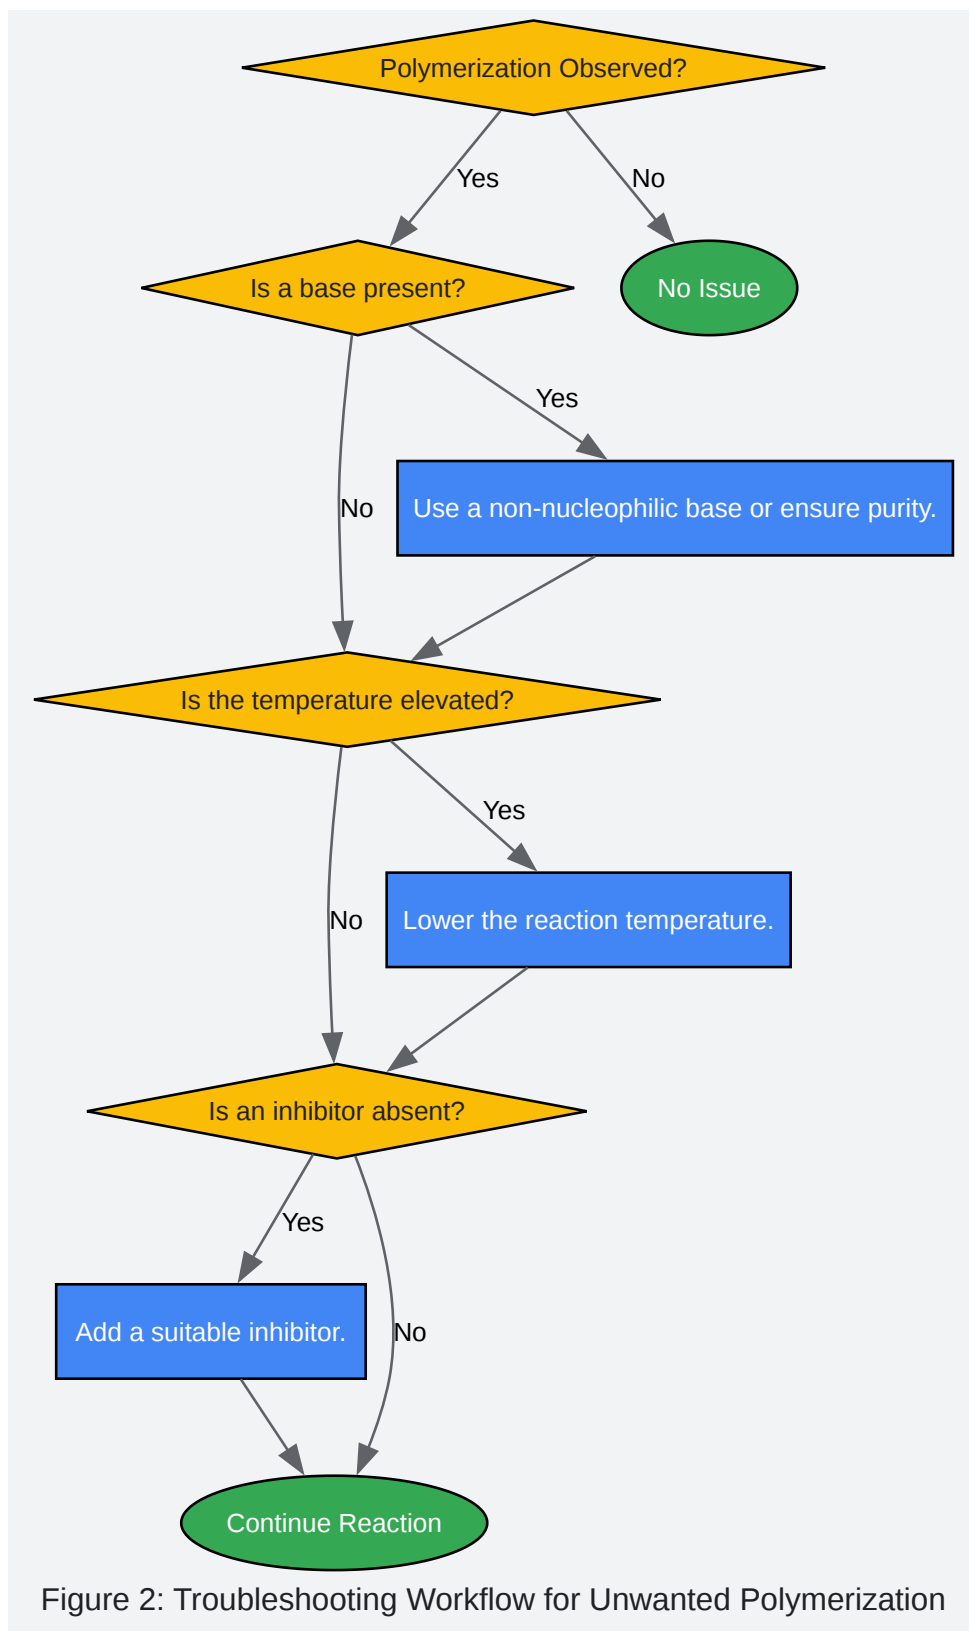 Polymerization Observed?
Yes
No
Is a base present?
No Issue
Yes
No
Use a non-nucleophilic base or ensure purity.
Is the temperature elevated?
Yes
No
Lower the reaction temperature.
Is an inhibitor absent?
Yes
Add a suitable inhibitor.
No
Continue Reaction
Figure 2: Troubleshooting Workflow for Unwanted Polymerization